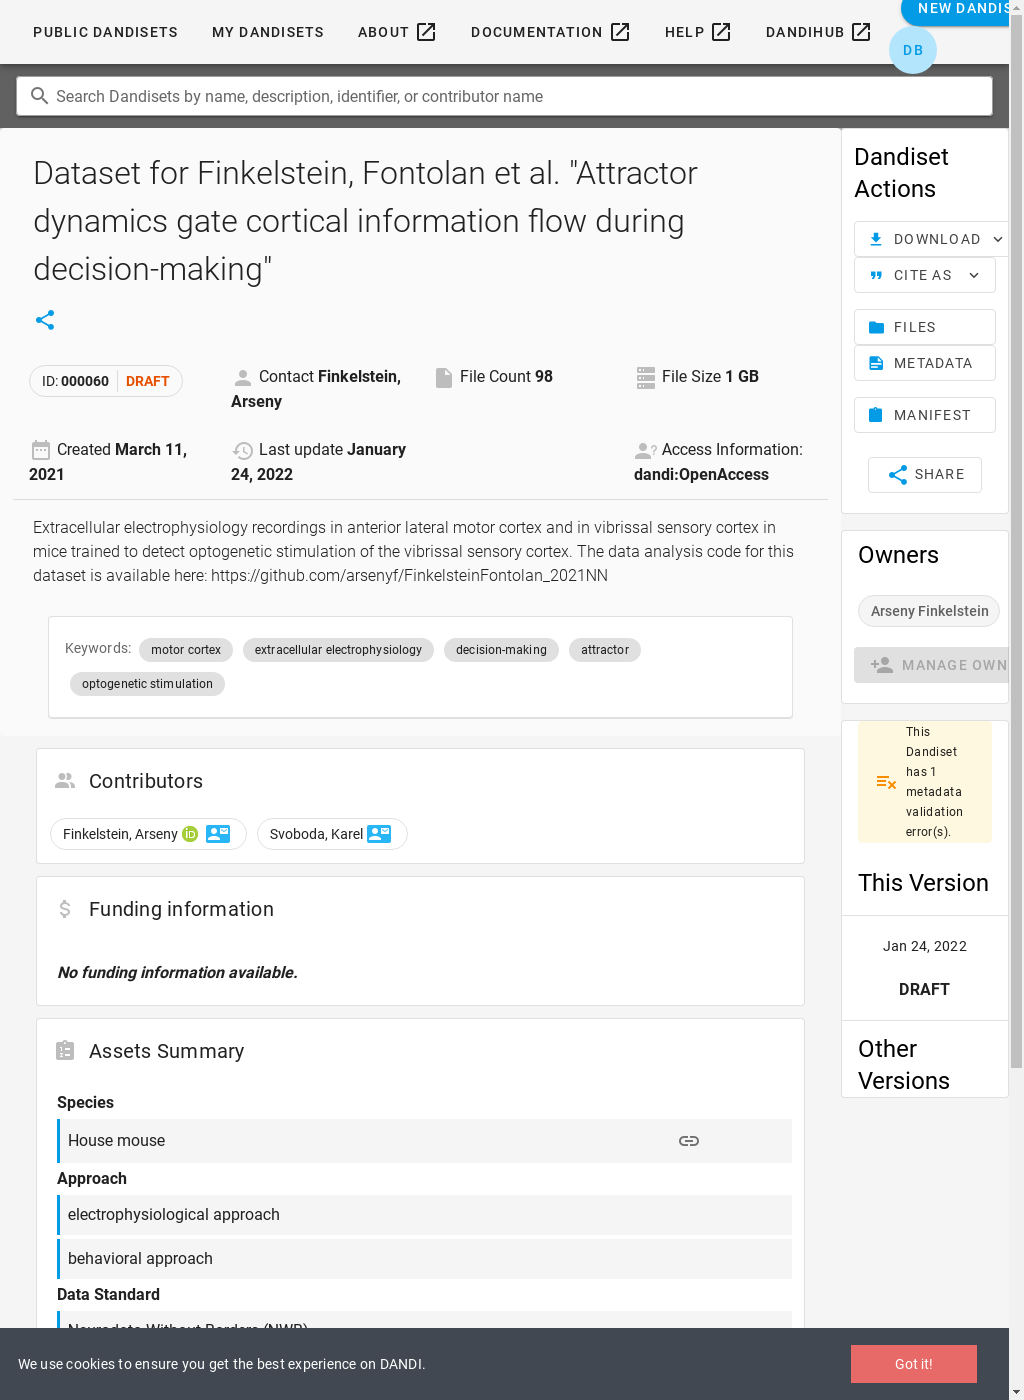 NEW DANDIS
PUBLIC DANDISETS MY DANDISETS ABOUT DOCUMENTATION HELP DANDIHUB
DB
Search Dandisets by name, description, identifier, or contributor name
Dataset for Finkelstein, Fontolan et al. "Attractor
dynamics gate cortical information flow during
decision-making"
ID: 000060 DRAFT
Contact Finkelstein,
Arseny
File Count 98
File Size 1 GB
Created March 11,
2021
Last update January
24, 2022
Access Information:
dandi:OpenAccess
Extracellular electrophysiology recordings in anterior lateral motor cortex and in vibrissal sensory cortex in
mice trained to detect optogenetic stimulation of the vibrissal sensory cortex. The data analysis code for this
dataset is available here: https://github.com/arsenyf/FinkelsteinFontolan_2021NN
Keywords: motor cortex extracellular electrophysiology decision-making attractor
optogenetic stimulation
Contributors
Finkelstein, Arseny iD Svoboda, Karel
Funding information
No funding information available.
Assets Summary
Species
House mouse
Approach
electrophysiological approach
behavioral approach
Data Standard
Neurodata Without Borders (NWB)
Dandiset
Actions
DOWNLOAD
CITE AS
FILES
METADATA
MANIFEST
SHARE
Owners
Arseny Finkelstein
MANAGE OWN
This
Dandiset
has 1
metadata
validation
error(s).
This Version
Jan 24, 2022
DRAFT
Other
Versions
We use cookies to ensure you get the best experience on DANDI.
Got it!